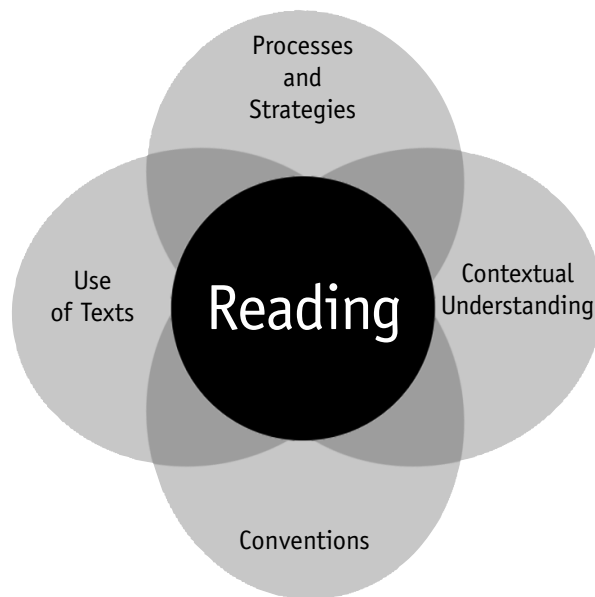 Processes
and
Strategies
Use
of Texts
Reading
Contextual
Understanding
Conventions